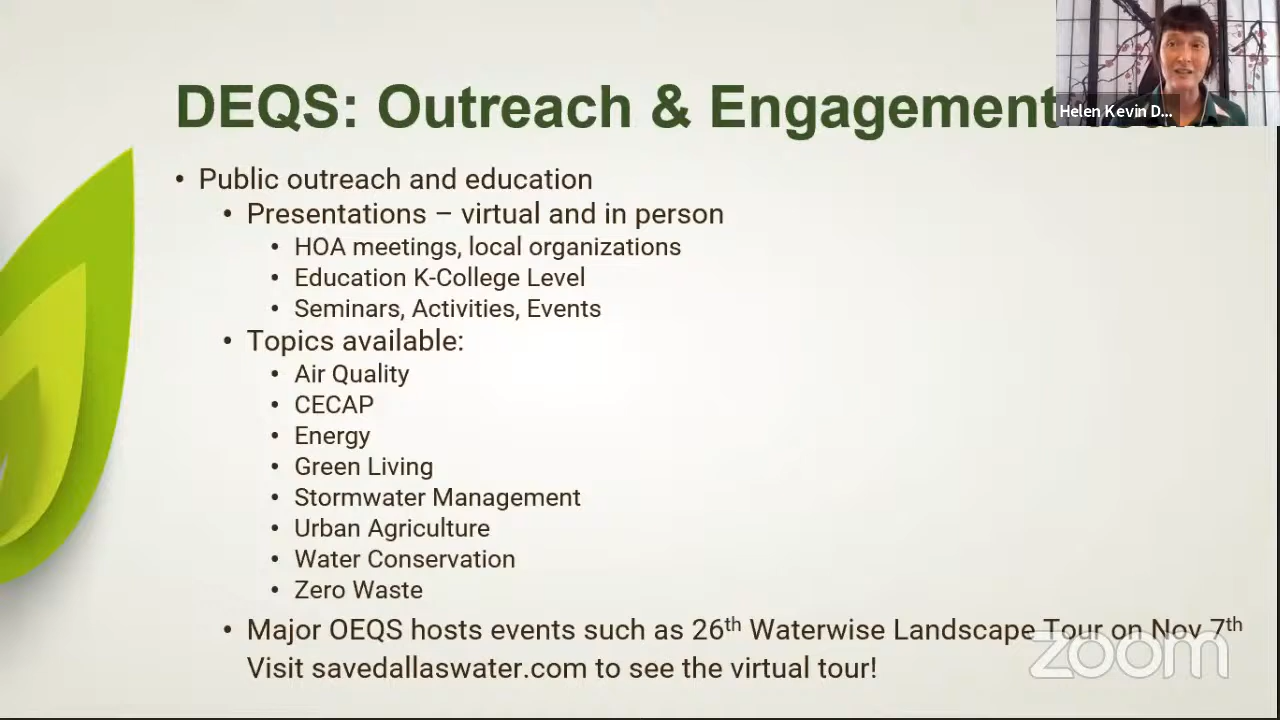 DEQS: Outreach & Engagement
Helen Kevin D...
• Public outreach and education
• Presentations – virtual and in person
• HOA meetings, local organizations
• Education K-College Level
• Seminars, Activities, Events
• Topics available:
• Air Quality
• CECAP
• Energy
• Green Living
• Stormwater Management
• Urban Agriculture
• Water Conservation
• Zero Waste
• Major OEQS hosts events such as 26th Waterwise Landscape Tour on Nov 7th
Visit savedallaswater.com to see the virtual tour!
zoom